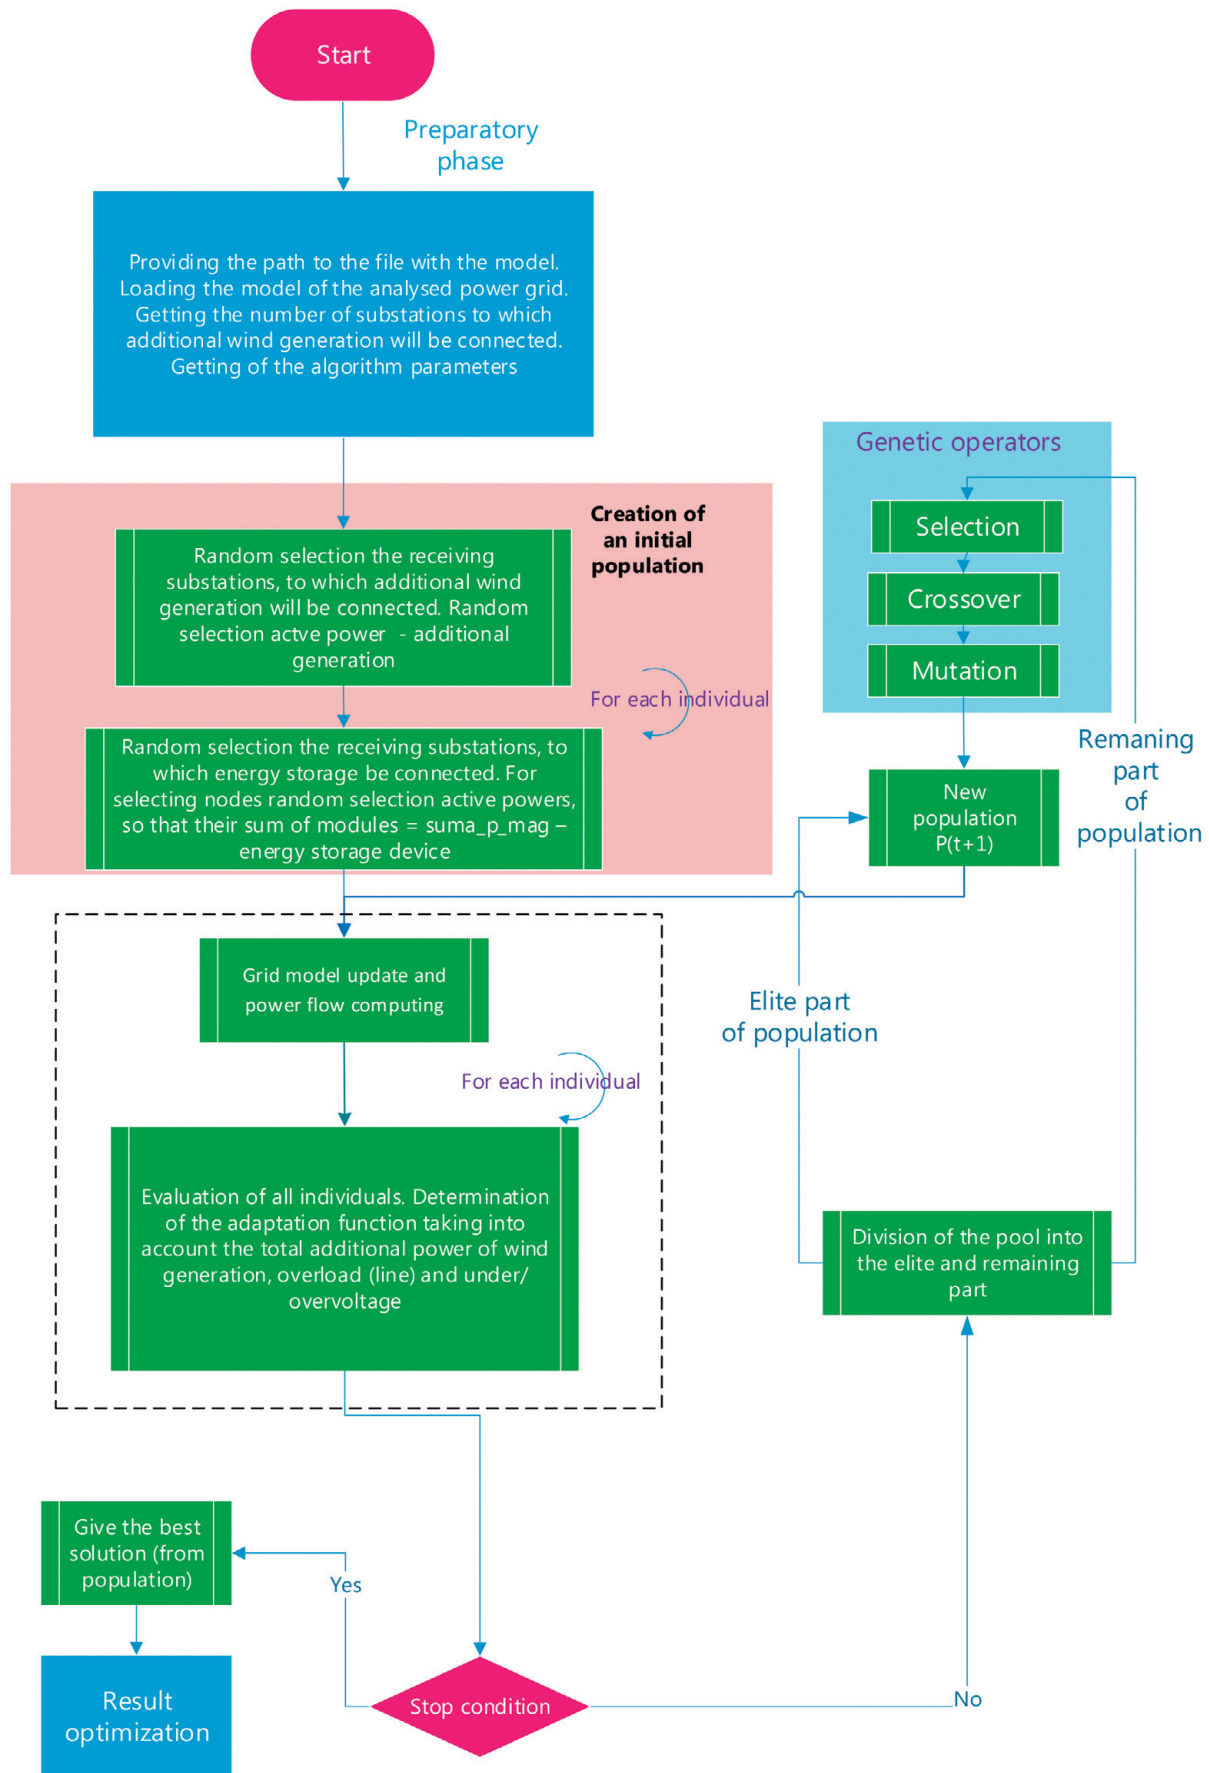 Start
Preparatory
phase
Providing the path to the file with the model.
Loading the model of the analysed power grid.
Getting the number of substations to which
additional wind generation will be connected.
Getting of the algorithm parameters
Creation of
an initial
population
Random selection the receiving
substations, to which additional wind
generation will be connected. Random
selection actve power - additional
generation
For each individual
Random selection the receiving substations, to
which energy storage be connected. For
selecting nodes random selection active powers,
so that their sum of modules = suma_p_mag –
energy storage device
Genetic operators
Selection
Crossover
Mutation
New
population
P(t+1)
Remaning
part
of
population
Elite part
of population
Grid model update and
power flow computing
For each individual
Evaluation of all individuals. Determination
of the adaptation function taking into
account the total additional power of wind
generation, overload (line) and under/
overvoltage
Division of the pool into
the elite and remaining
part
Give the best
solution (from
population)
Yes
Stop condition
No
Result
optimization